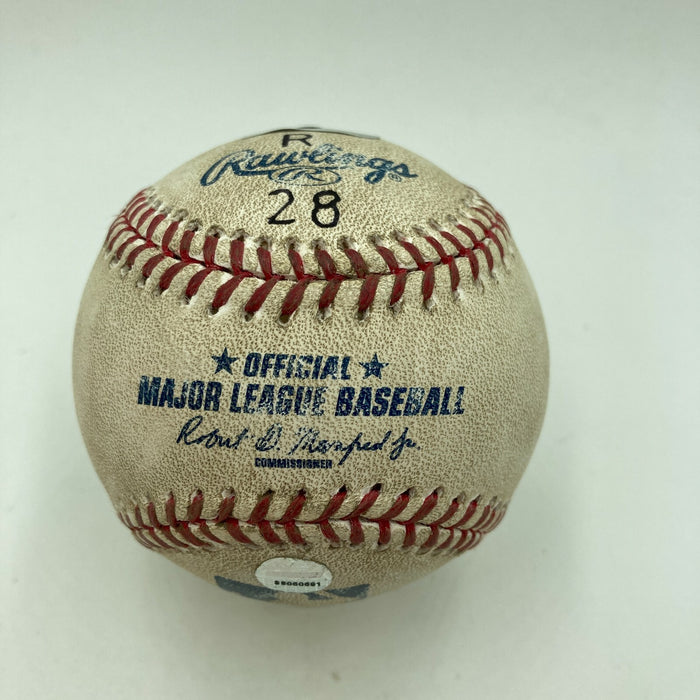 R
Rawlings®
R
28
★ OFFICIAL ★
MAJOR LEAGUE BASEBALL
Robert D. Manfred Jr.
COMMISSIONER